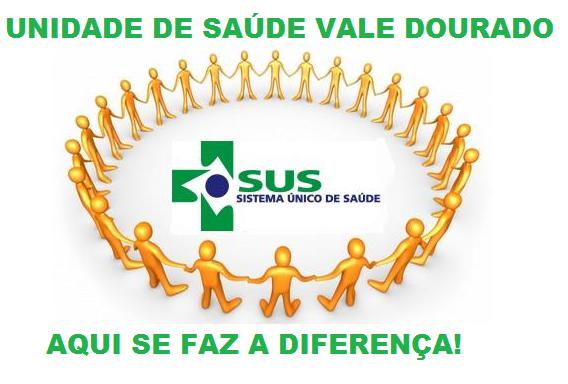 UNIDADE DE SAÚDE VALE DOURADO
SUS
SISTEMA ÚNICO DE SAÚDE
AQUI SE FAZ A DIFERENÇA!